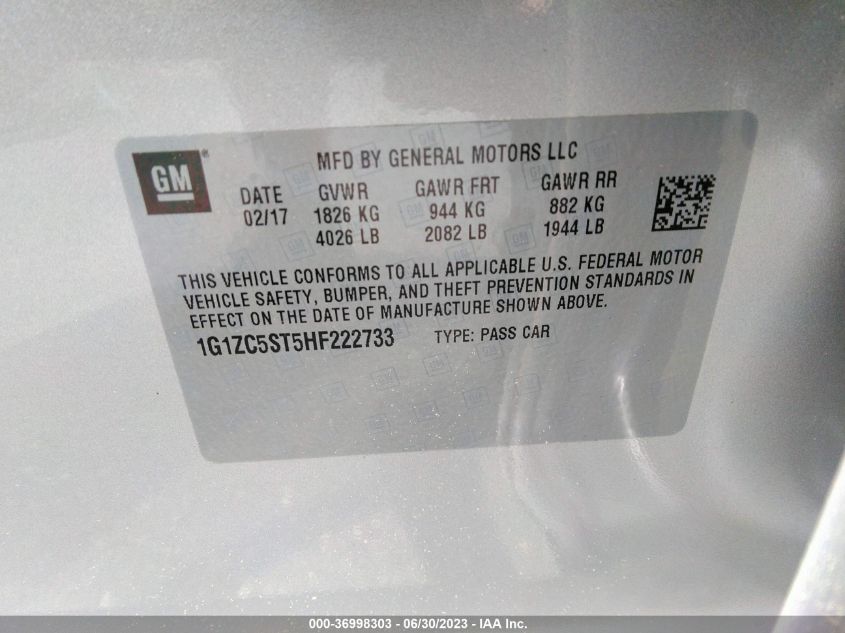 GM
MFD BY GENERAL MOTORS LLC
DATE GVWR GAWR FRT GAWR RR
02/17 1826 KG 944 KG 882 KG
4026 LB 2082 LB 1944 LB
THIS VEHICLE CONFORMS TO ALL APPLICABLE U.S. FEDERAL MOTOR
VEHICLE SAFETY, BUMPER, AND THEFT PREVENTION STANDARDS IN
EFFECT ON THE DATE OF MANUFACTURE SHOWN ABOVE.
1G1ZC5ST5HF222733 TYPE: PASS CAR
000-36998303 - 06/30/2023 - IAA Inc.